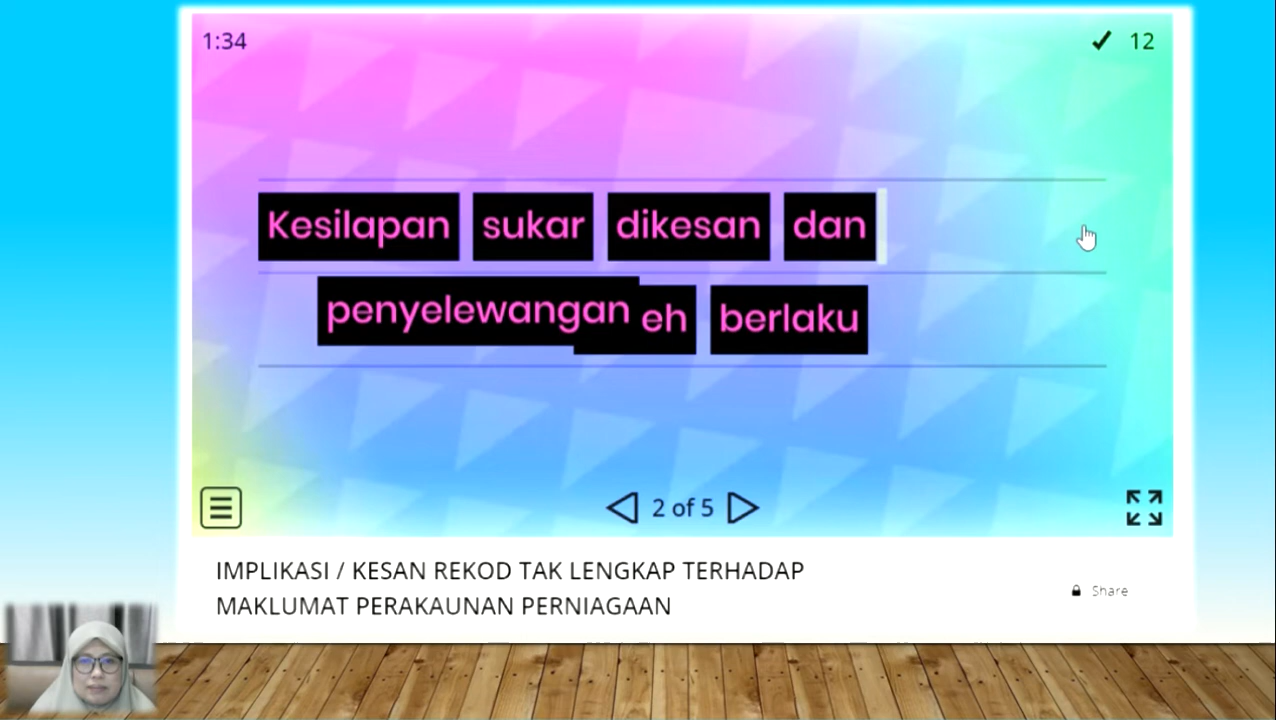 1:34
12
Kesilapan sukar dikesan dan
penyelewangan eh berlaku
2 of 5
IMPLIKASI / KESAN REKOD TAK LENGKAP TERHADAP
MAKLUMAT PERAKAUNAN PERNIAGAAN
Share